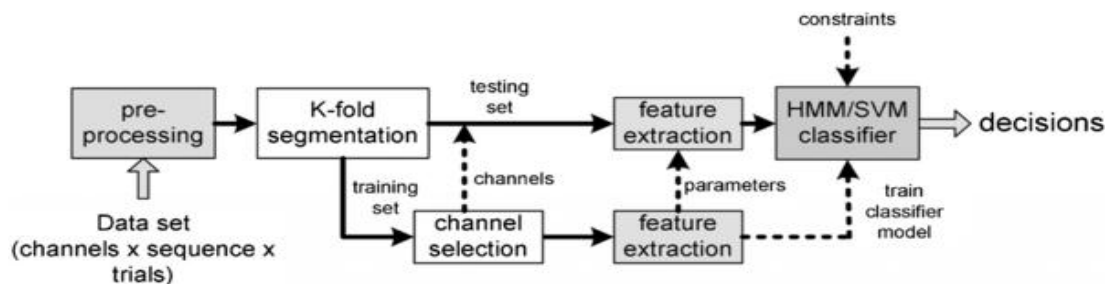 constraints
pre-
processing
K-fold
segmentation
testing
set
feature
extraction
HMM/SVM
classifier
decisions
Data set
(channels x sequence x
trials)
training
set
channels
channel
selection
parameters
feature
extraction
train
classifier
model